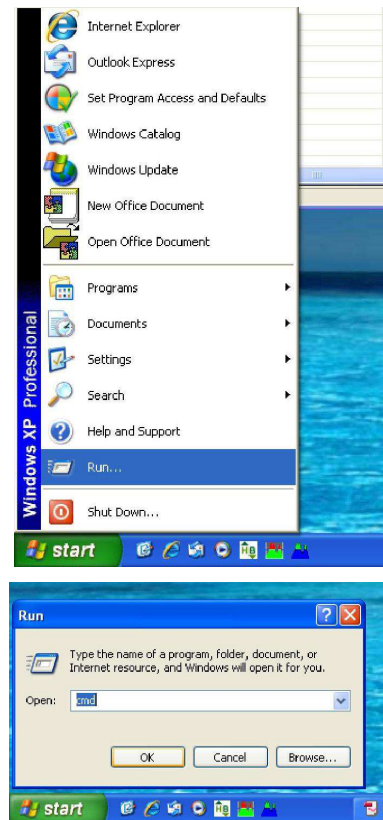 Internet Explorer
Outlook Express
Set Program Access and Defaults
Windows Catalog
Windows Update
New Office Document
Open Office Document
Programs
Documents
Settings
Search
Help and Support
Run...
Shut Down...
Windows XP Professional
start
Run
Type the name of a program, folder, document, or
Internet resource, and Windows will open it for you.
Open: cmd
OK Cancel Browse...
start